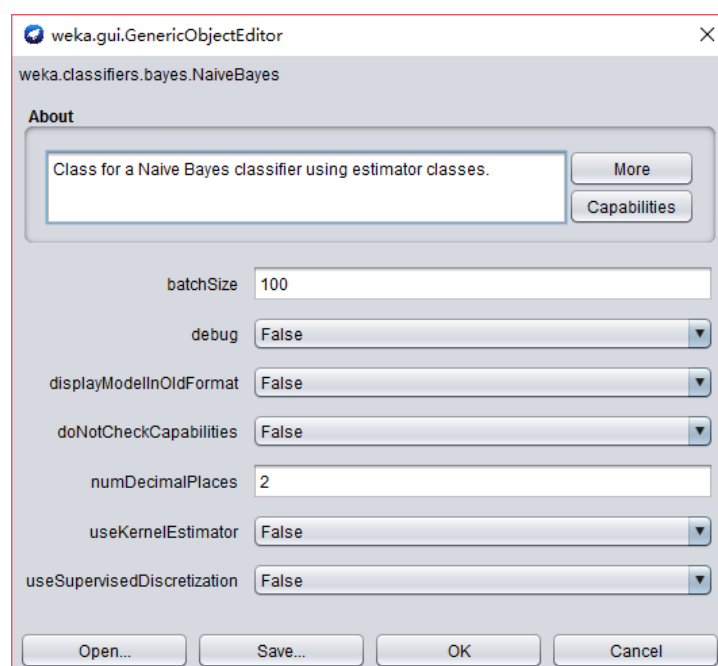 weka.gui.GenericObjectEditor
weka.classifiers.bayes.NaiveBayes
About
Class for a Naive Bayes classifier using estimator classes.
More
Capabilities
batchSize 100
debug False
displayModelInOldFormat False
doNotCheckCapabilities False
numDecimalPlaces 2
useKernelEstimator False
useSupervisedDiscretization False
Open... Save... OK Cancel